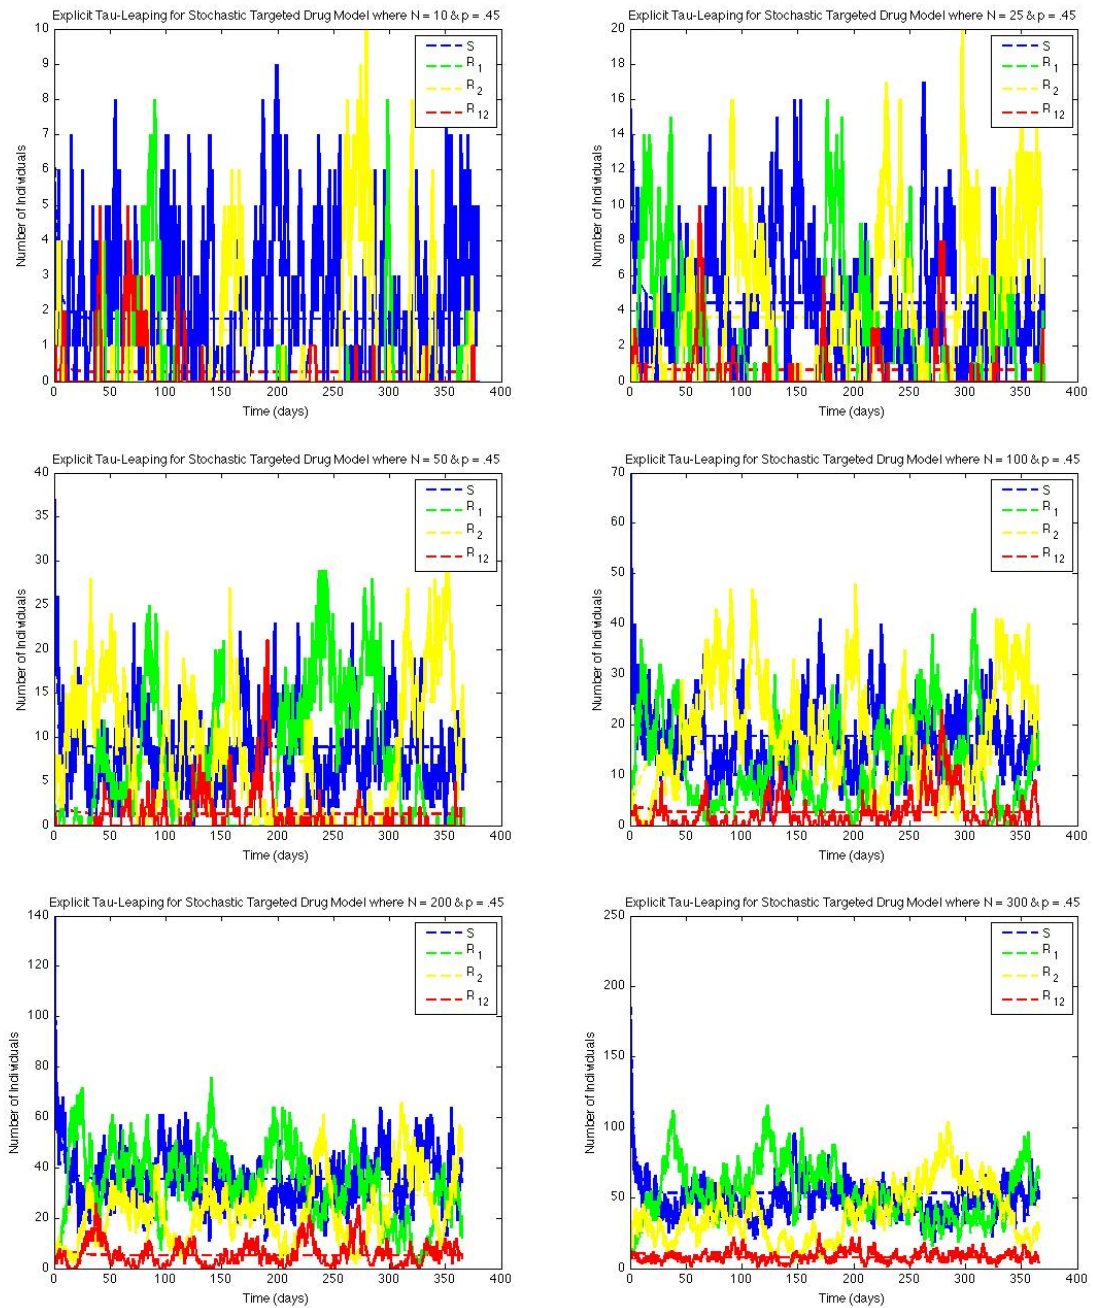 Explicit Tau-Leaping for Stochastic Targeted Drug Model where N = 10 & p = .45
10
9
8
7
6
5
4
3
2
1
0
Number of Individuals
S
R 1
R 2
R 12
0 50 100 150 200 250 300 350 400
Time (days)
Explicit Tau-Leaping for Stochastic Targeted Drug Model where N = 25 & p = .45
20
18
16
14
12
10
8
6
4
2
0
Number of Individuals
S
R 1
R 2
R 12
0 50 100 150 200 250 300 350 400
Time (days)
Explicit Tau-Leaping for Stochastic Targeted Drug Model where N = 50 & p = .45
40
35
30
25
20
15
10
5
0
Number of Individuals
S
R 1
R 2
R 12
0 50 100 150 200 250 300 350 400
Time (days)
Explicit Tau-Leaping for Stochastic Targeted Drug Model where N = 100 & p = .45
70
60
50
40
30
20
10
0
Number of Individuals
S
R 1
R 2
R 12
0 50 100 150 200 250 300 350 400
Time (days)
Explicit Tau-Leaping for Stochastic Targeted Drug Model where N = 200 & p = .45
140
120
100
80
60
40
20
0
Number of Individuals
S
R 1
R 2
R 12
0 50 100 150 200 250 300 350 400
Time (days)
Explicit Tau-Leaping for Stochastic Targeted Drug Model where N = 300 & p = .45
250
200
150
100
50
0
Number of Individuals
S
R 1
R 2
R 12
0 50 100 150 200 250 300 350 400
Time (days)